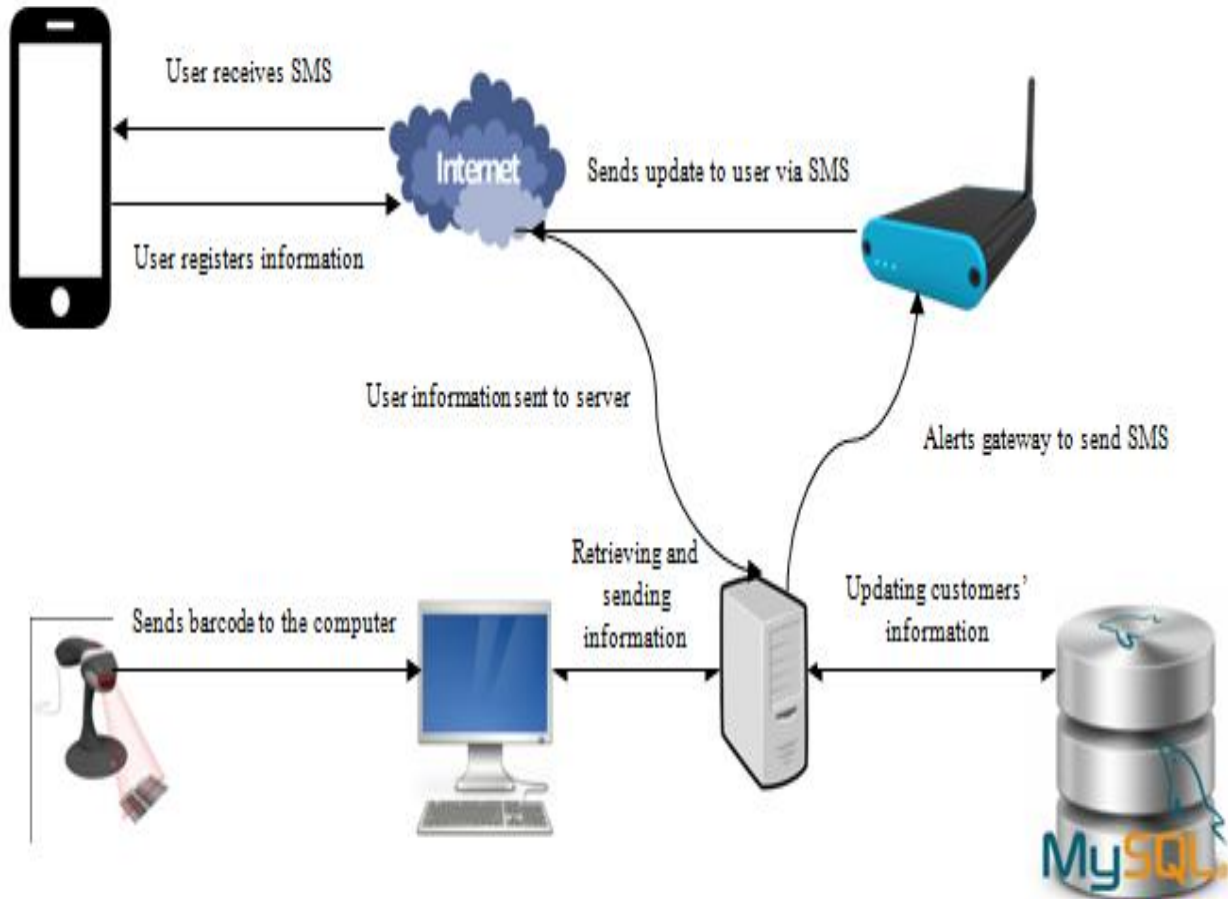 User receives SMS
Internet
Sends update to user via SMS
User registers information
User information sent to server
Alerts gateway to send SMS
Sends barcode to the computer
Retrieving and
sending
information
Updating customers'
information
MySQL